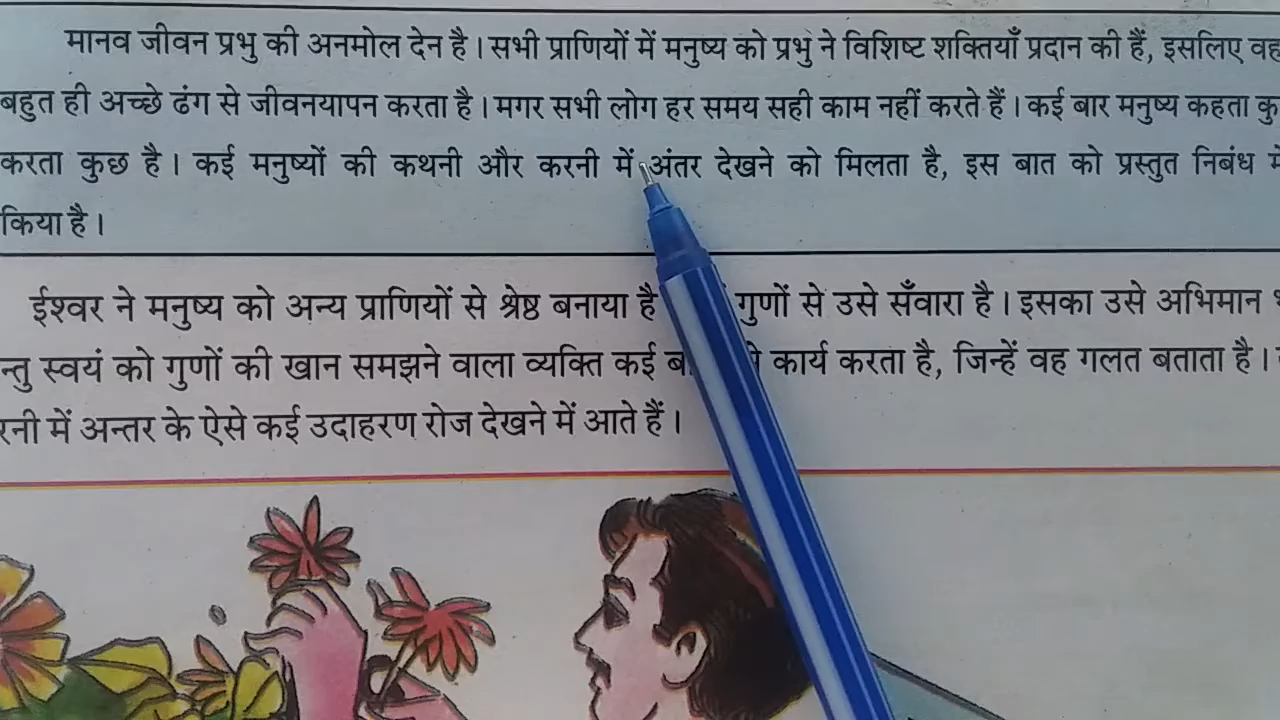 मानव जीवन प्रभु की अनमोल देन है। सभी प्राणियों में मनुष्य को प्रभु ने विशिष्ट शक्तियाँ प्रदान की हैं, इसलिए वह
बहुत ही अच्छे ढंग से जीवनयापन करता है। मगर सभी लोग हर समय सही काम नहीं करते हैं। कई बार मनुष्य कहता
करता कुछ है। कई मनुष्यों की कथनी और करनी में अंतर देखने को मिलता है, इस बात को प्रस्तुत निबंध
किया है।
ईश्वर ने मनुष्य को अन्य प्राणियों से श्रेष्ठ बनाया है गुणों से उसे सँवारा है। इसका उसे अभिमान
स्वयं को गुणों की खान समझने वाला व्यक्ति कई कार्य करता है, जिन्हें वह गलत बताता है।
में अन्तर के ऐसे कई उदाहरण रोज देखने में आते हैं।